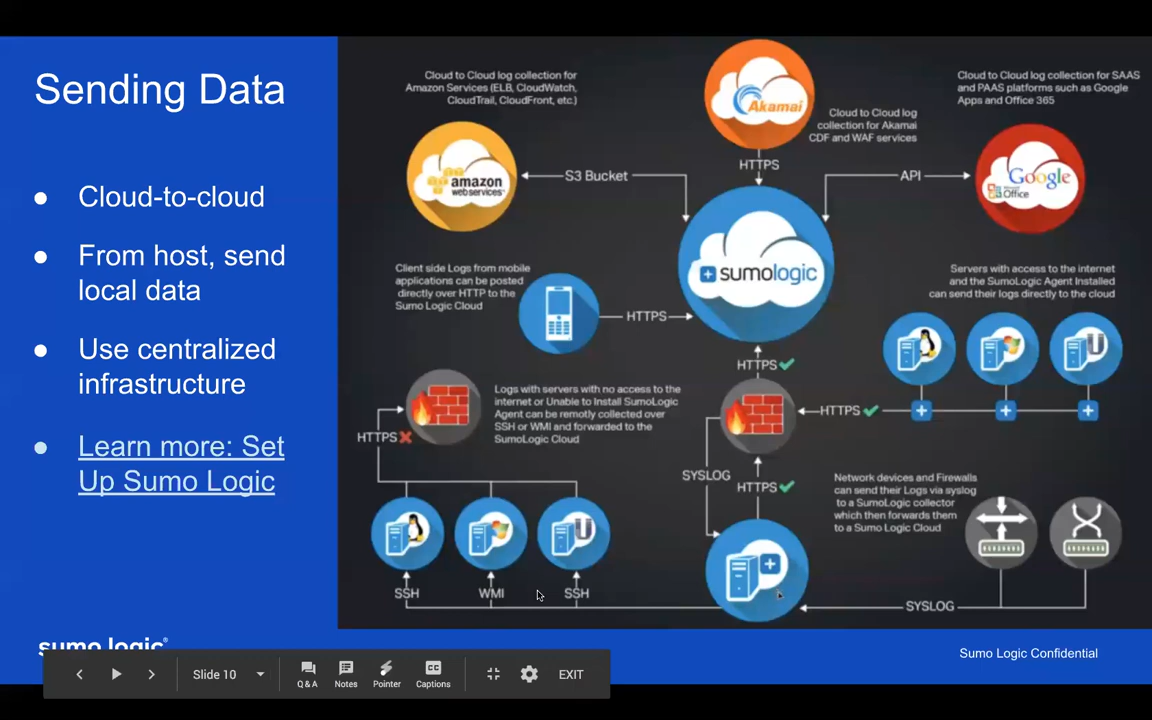 Sending Data
● Cloud-to-cloud
● From host, send
local data
● Use centralized
infrastructure
● Learn more: Set
Up Sumo Logic
Cloud to Cloud log collection for
Amazon Services (ELB, CloudWatch,
CloudTrail, CloudFront, etc.)
amazon
web services
S3 Bucket
Akamai
Cloud to Cloud log
collection for Akamai
CDF and WAF services
HTTPS
Cloud to Cloud log collection for SAAS
and PAAS platforms such as Google
Apps and Office 365
API
Google
Microsoft
Office
sumologic
Client side Logs from mobile
applications can be posted
directly over HTTP to the
Sumo Logic Cloud
HTTPS
Servers with access to the internet
and the SumoLogic Agent Installed
can send their logs directly to the cloud
HTTPS
HTTPS
Logs with servers with no access to the
internet or Unable to Install SumoLogic
Agent can be remotly collected over
SSH or WMI and forwarded to the
SumoLogic Cloud
HTTPS
SYSLOG
HTTPS
Network devices and Firewalls
can send their Logs via syslog
to a SumoLogic collector
which then forwards them
to a Sumo Logic Cloud
SSH
WMI
SSH
SYSLOG
sumo logic
Sumo Logic Confidential
Slide 10
Q & A
Notes
Pointer
Captions
EXIT